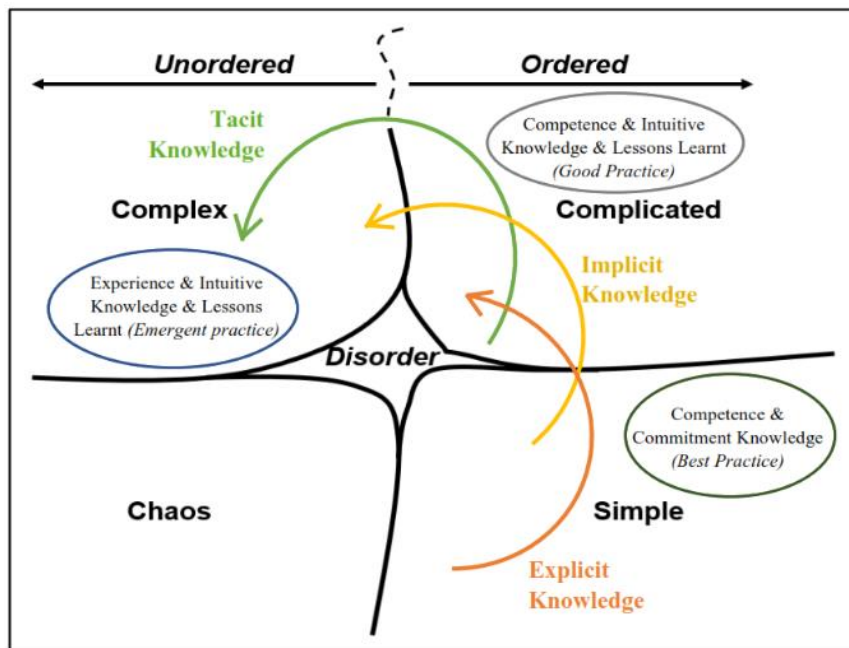 Unordered
Ordered
Tacit
Knowledge
Competence & Intuitive
Knowledge & Lessons Learnt
(Good Practice)
Complex
Complicated
Experience & Intuitive
Knowledge & Lessons
Learnt (Emergent practice)
Implicit
Knowledge
Disorder
Competence &
Commitment Knowledge
(Best Practice)
Chaos
Simple
Explicit
Knowledge